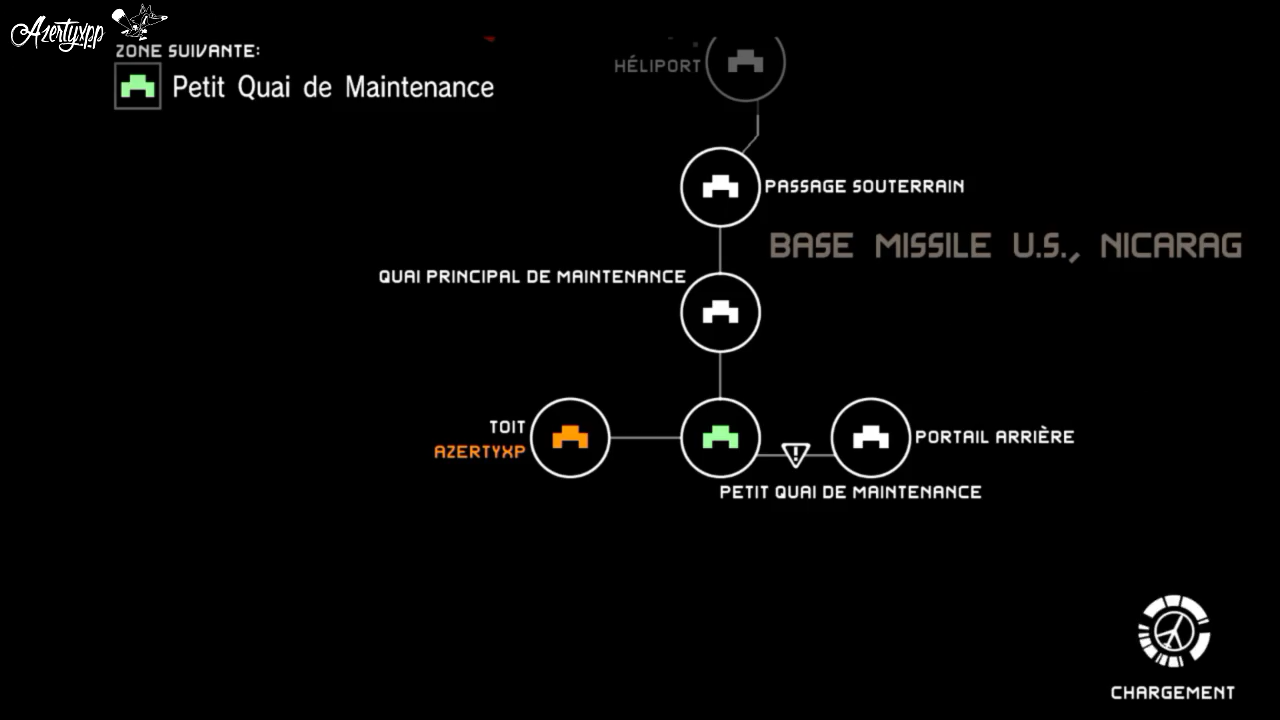 Azertyxpp
ZONE SUIVANTE:
Petit Quai de Maintenance
HÉLIPORT
PASSAGE SOUTERRAIN
BASE MISSILE U.S., NICARAG
QUAI PRINCIPAL DE MAINTENANCE
TOIT
AZERTYXP
PORTAIL ARRIÈRE
PETIT QUAI DE MAINTENANCE
CHARGEMENT